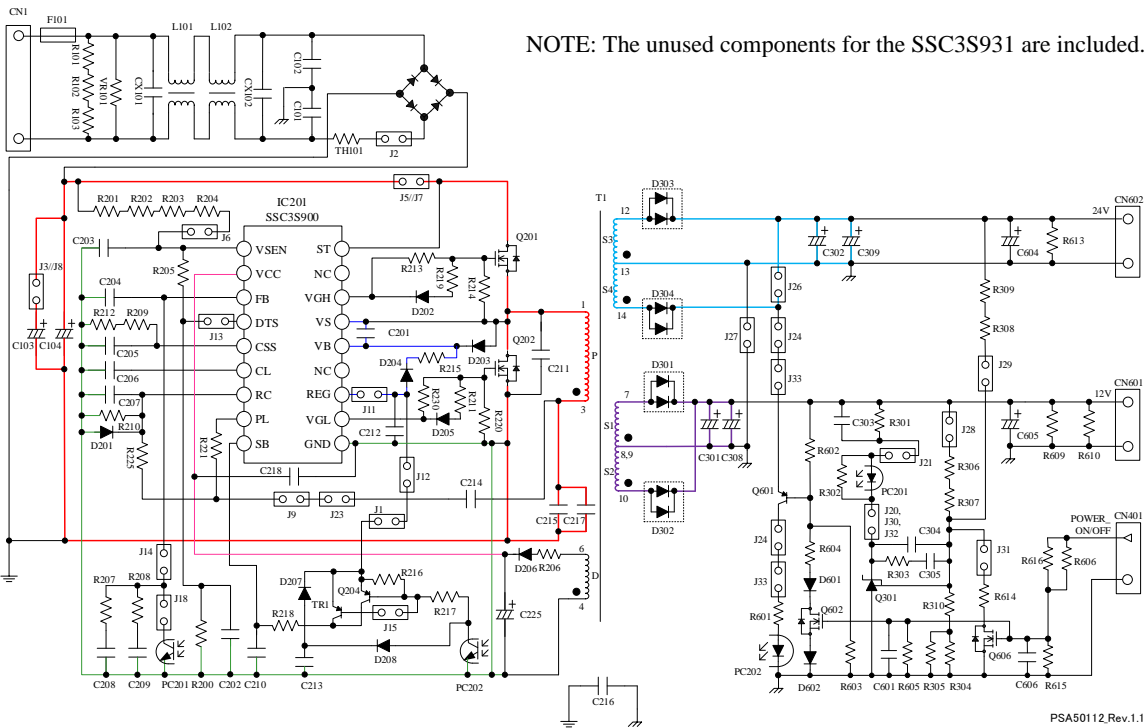 NOTE: The unused components for the SSC3S931 are included.
CN1
F101
L101 L102
R101
R102
R103
VR101
CX101
CX102
C102
C101
TH101
J2
J5//J7
R201 R202 R203 R204
IC201
SSC3S900
J6
C203
R205
J3//J8
C103
C104
C204
R212 R209
C205
C206
C207
R210
D201
R225
J13
R221
C218
VSEN
VCC
FB
DTS
CSS
CL
RC
PL
SB
ST
NC
VGH
VS
VB
NC
REG
VGL
GND
R213
R219
R214
D202
Q201
C201
D203
D204
R215
Q202
C211
J11
R230
R211
R220
D205
C212
J12
J9
J23
C214
J1
C215
C217
J14
R207
R208
J18
C208
C209
PC201
R200
C202
C210
R218
D207
TR1
Q204
R216
J15
R217
D208
C213
PC202
D206
R206
C225
C216
T1
1
P
3
6
D
4
12
S3
13
S4
14
7
S1
8,9
S2
10
D303
D304
D301
D302
J27
J26
J24
J33
C302
C309
C301
C308
R309
R308
J29
C604
R613
24V
CN602
12V
CN601
C605
R609
R610
C303
R301
J28
J21
R602
R302
PC201
R306
R307
J20,
J30,
J32
C304
R303
C305
J31
Q601
J24
J33
R601
PC202
R604
D601
Q602
D602
R603
Q301
C601
R605
R305
R304
R310
R614
Q606
C606
R615
R616
R606
POWER_
ON/OFF
CN401
PSA50112_Rev.1.1